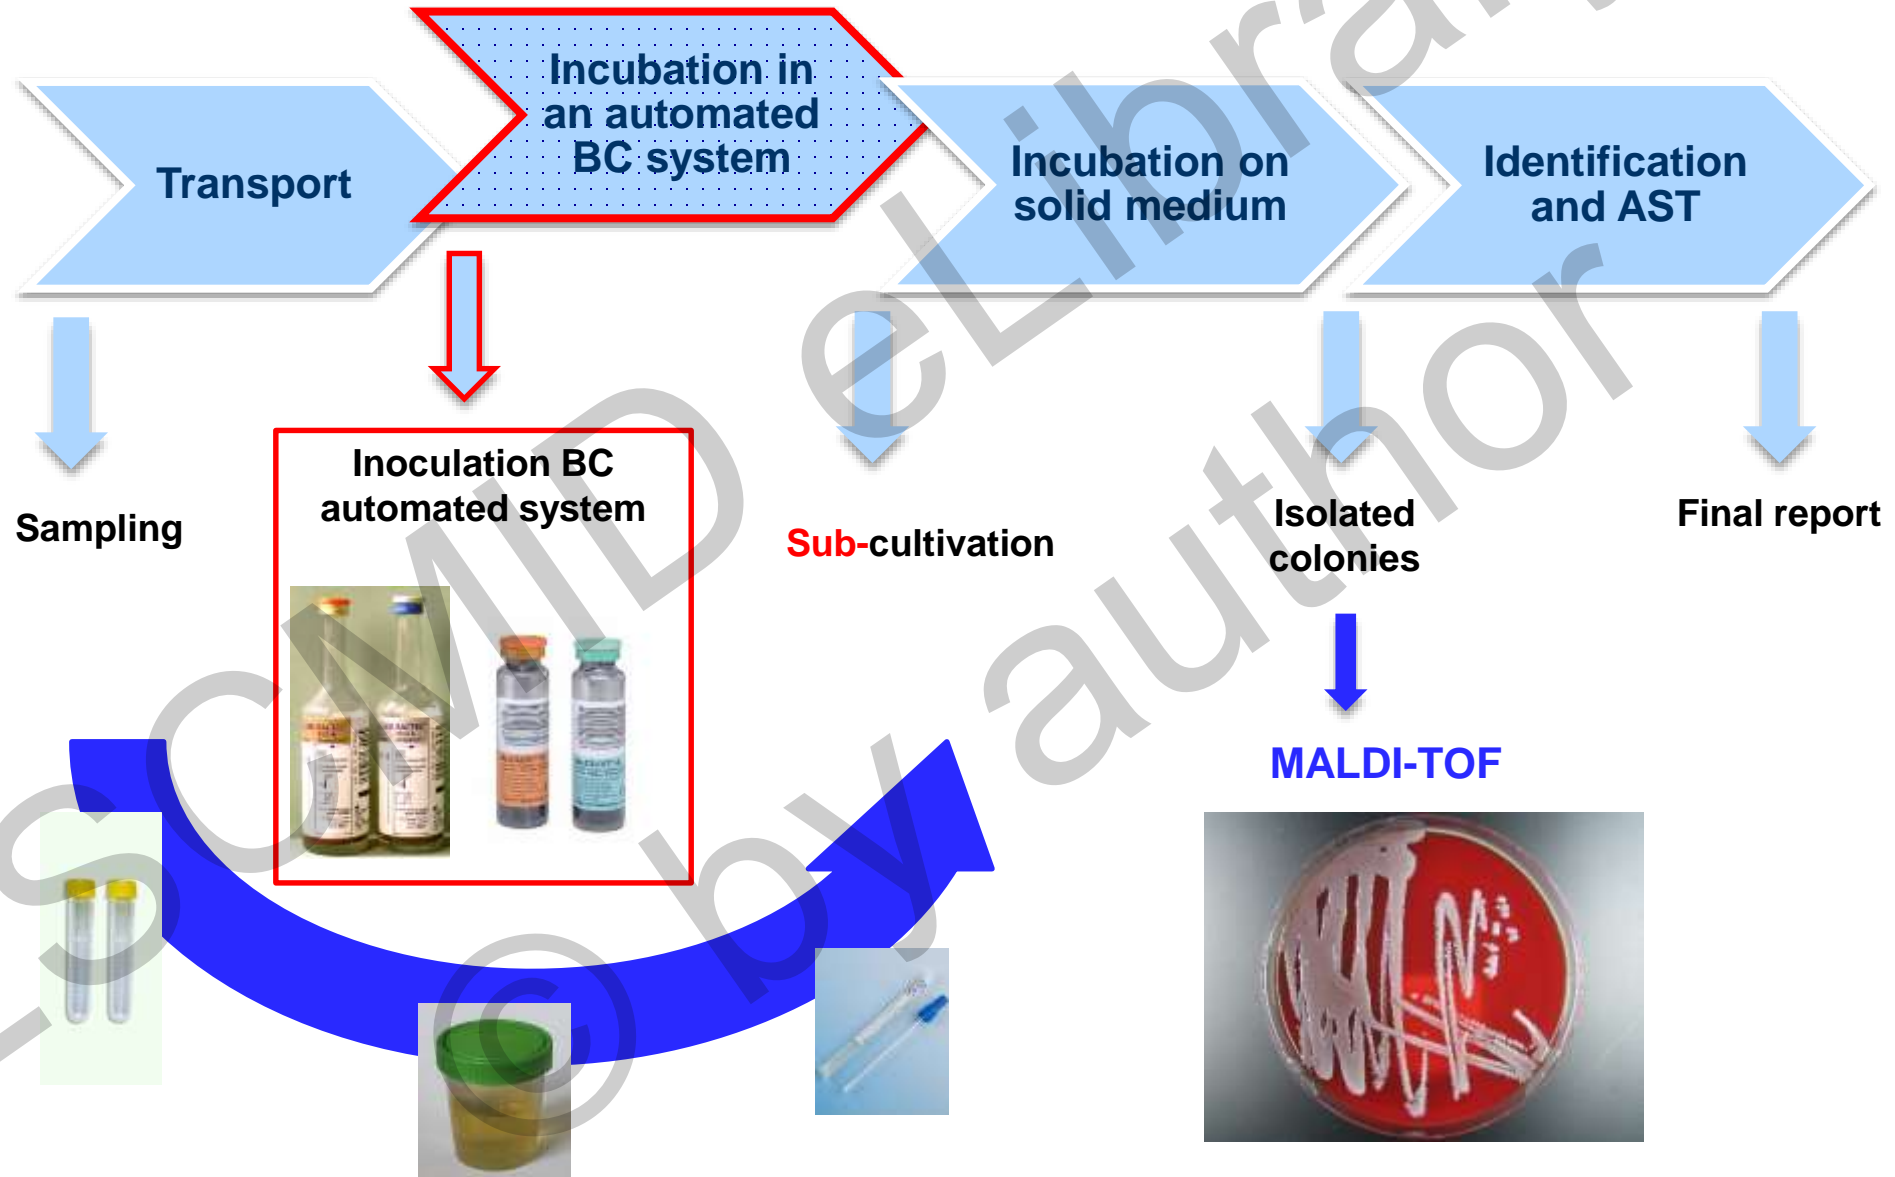 Transport
Incubation in
an automated
BC system
Incubation on
solid medium
Identification
and AST
Sampling
Inoculation BC
automated system
Sub-cultivation
Isolated
colonies
Final report
MALDI-TOF
ESCMID eLibrary
© by author